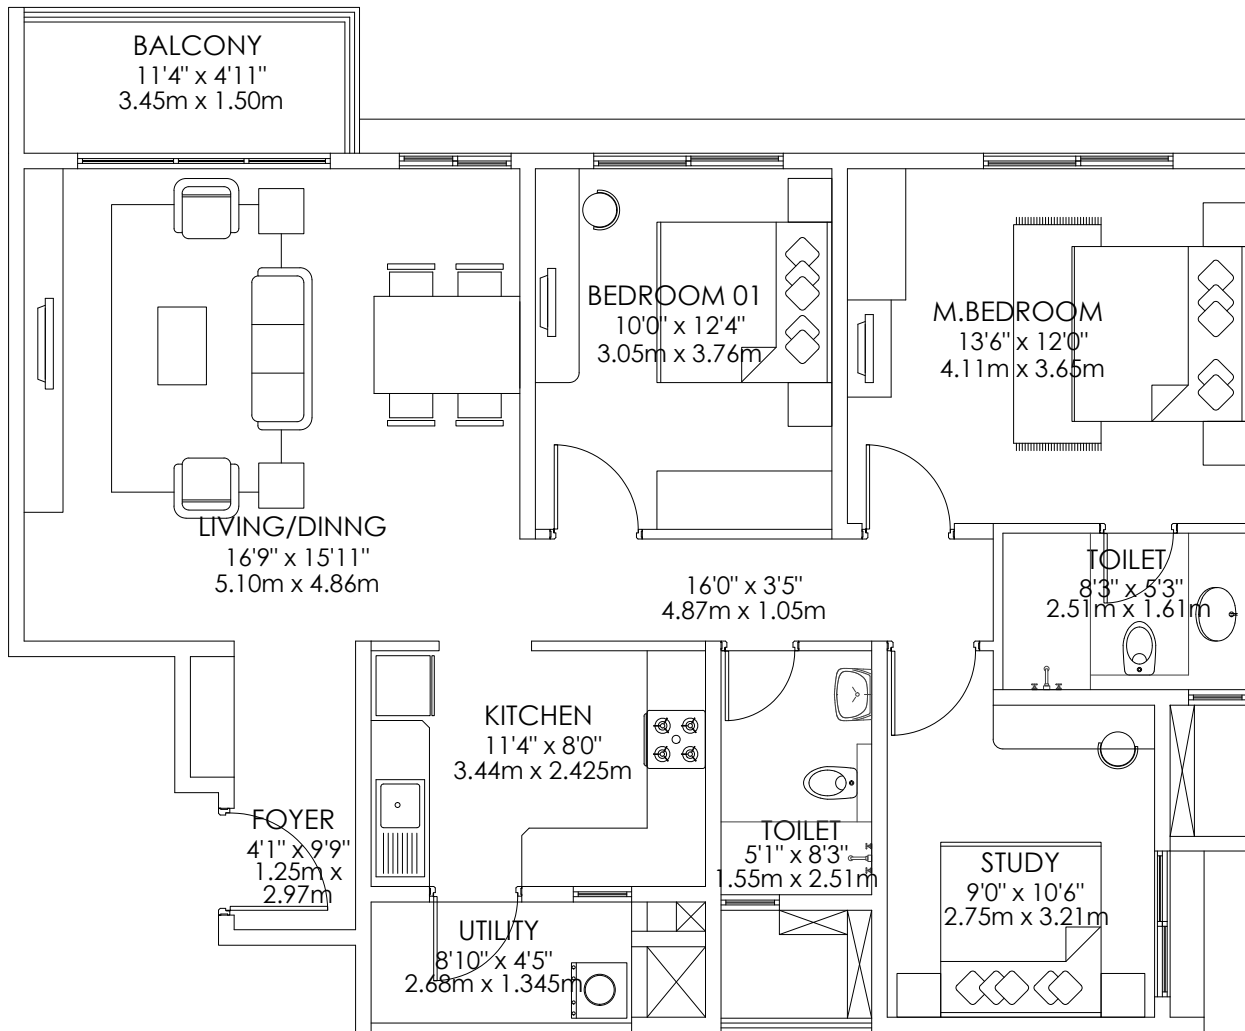 BALCONY
11'4" x 4'11"
3.45m x 1.50m
BEDROOM 01
10'0" x 12'4"
3.05m x 3.76m
M.BEDROOM
13'6" x 12'0"
4.11m x 3.65m
LIVING/DINNG
16'9" x 15'11"
5.10m x 4.86m
16'0" x 3'5"
4.87m x 1.05m
TOILET
8'3" x 5'3"
2.51m x 1.61m
KITCHEN
11'4" x 8'0"
3.44m x 2.425m
FOYER
4'1" x 9'9"
1.25m x
2.97m
TOILET
5'1" x 8'3"
1.55m x 2.51m
STUDY
9'0" x 10'6"
2.75m x 3.21m
UTILITY
8'10" x 4'5"
2.68m x 1.345m